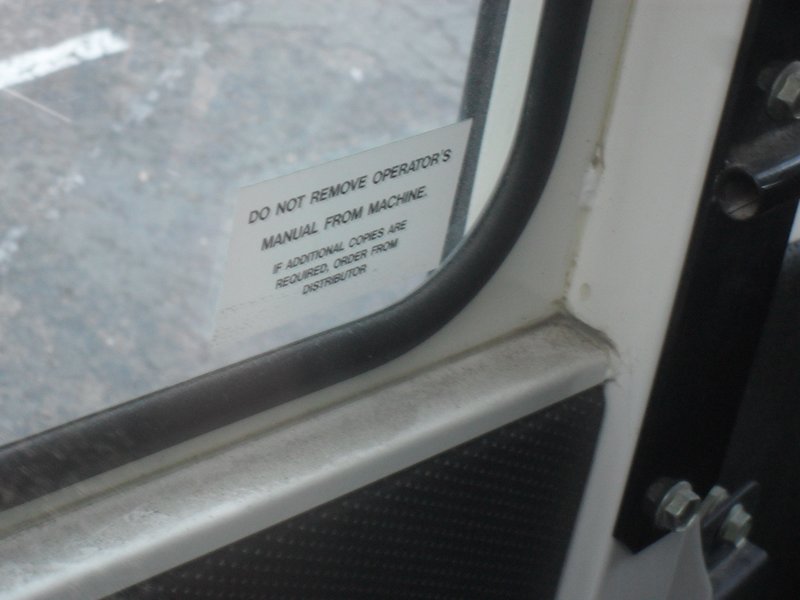 DO NOT REMOVE OPERATOR'S
MANUAL FROM MACHINE.
IF ADDITIONAL COPIES ARE
REQUIRED, ORDER FROM
DISTRIBUTOR